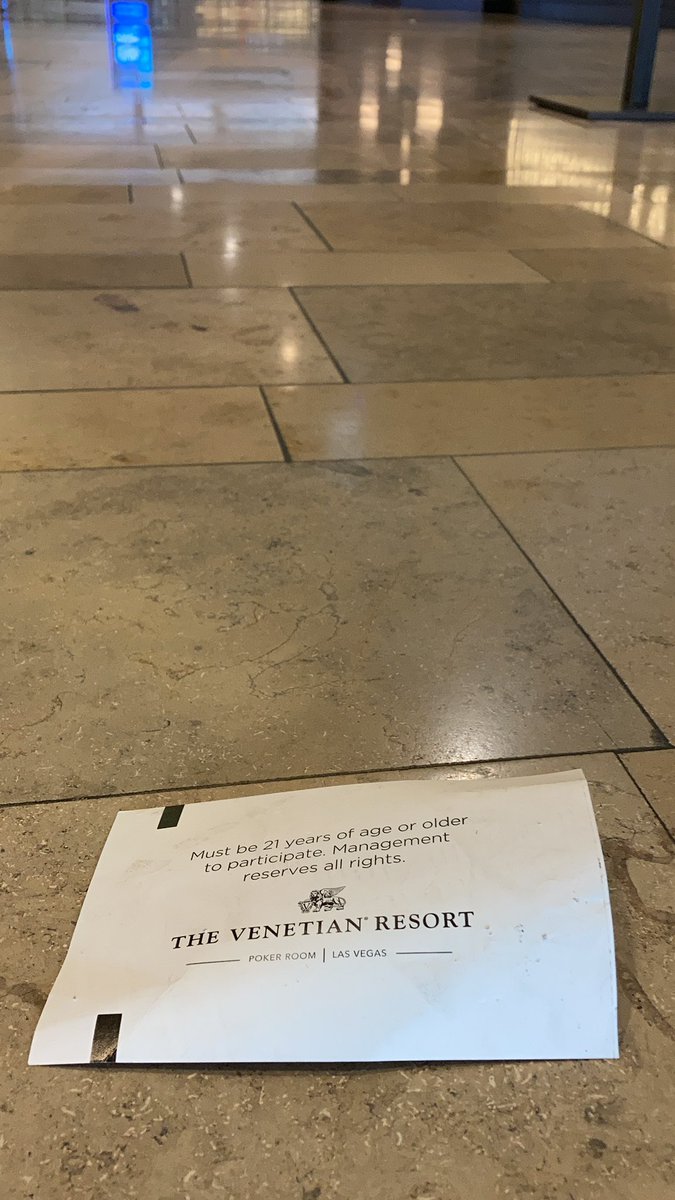 Must be 21 years of age or older
to participate. Management
reserves all rights.
THE VENETIAN® RESORT
POKER ROOM | LAS VEGAS